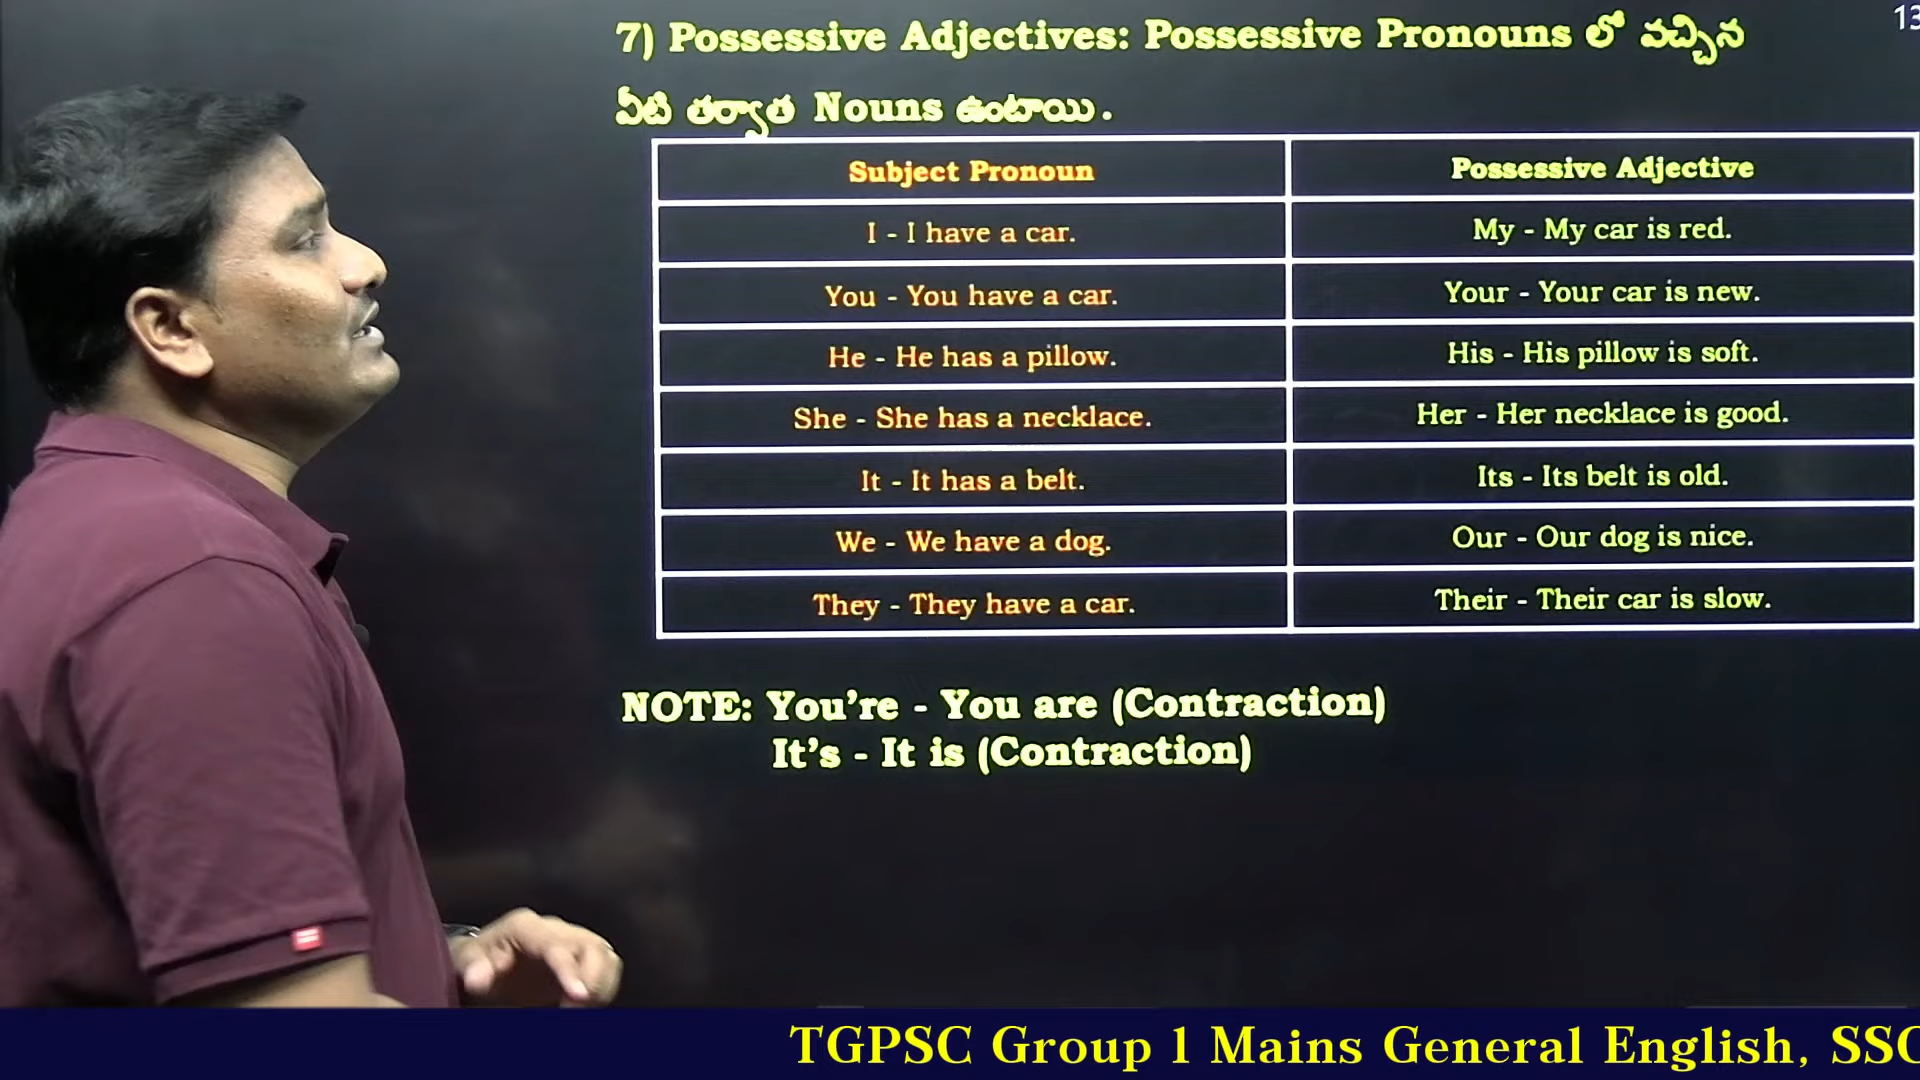 13
7) Possessive Adjectives: Possessive Pronouns లో వచ్చిన
వీటి తర్వాత Nouns ఉంటాయి.
Subject Pronoun
Possessive Adjective
I - I have a car.
My - My car is red.
You - You have a car.
Your - Your car is new.
He - He has a pillow.
His - His pillow is soft.
She - She has a necklace.
Her - Her necklace is good.
It - It has a belt.
Its - Its belt is old.
We - We have a dog.
Our - Our dog is nice.
They - They have a car.
Their - Their car is slow.
NOTE: You’re - You are (Contraction)
It’s - It is (Contraction)
TGPSC Group 1 Mains General English, SSC